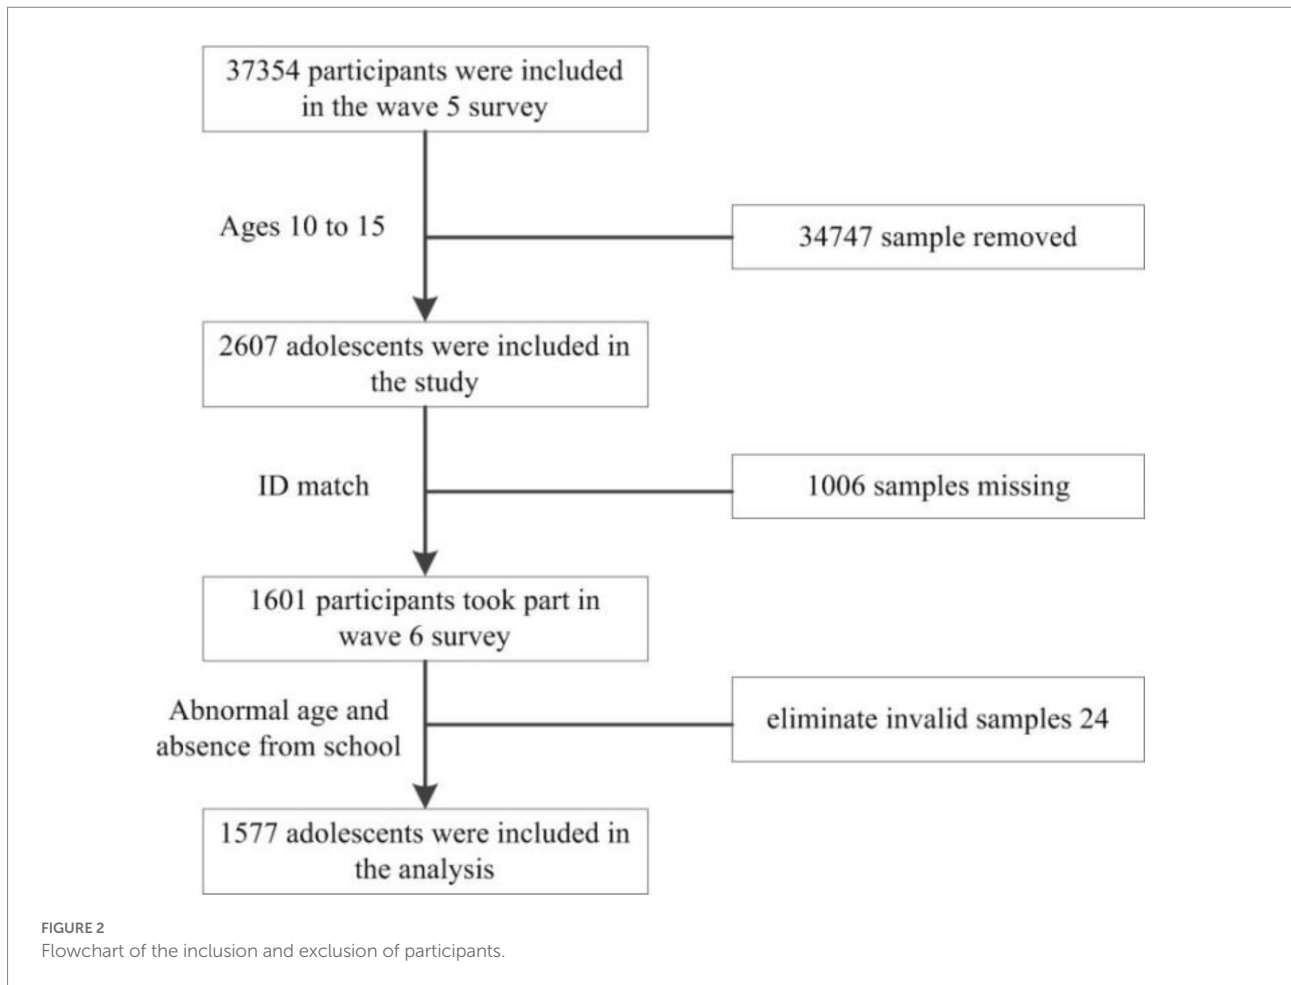 37354 participants were included
in the wave 5 survey
Ages 10 to 15
34747 sample removed
2607 adolescents were included in
the study
ID match
1006 samples missing
1601 participants took part in
wave 6 survey
Abnormal age and
absence from school
eliminate invalid samples 24
1577 adolescents were included in
the analysis
FIGURE 2
Flowchart of the inclusion and exclusion of participants.